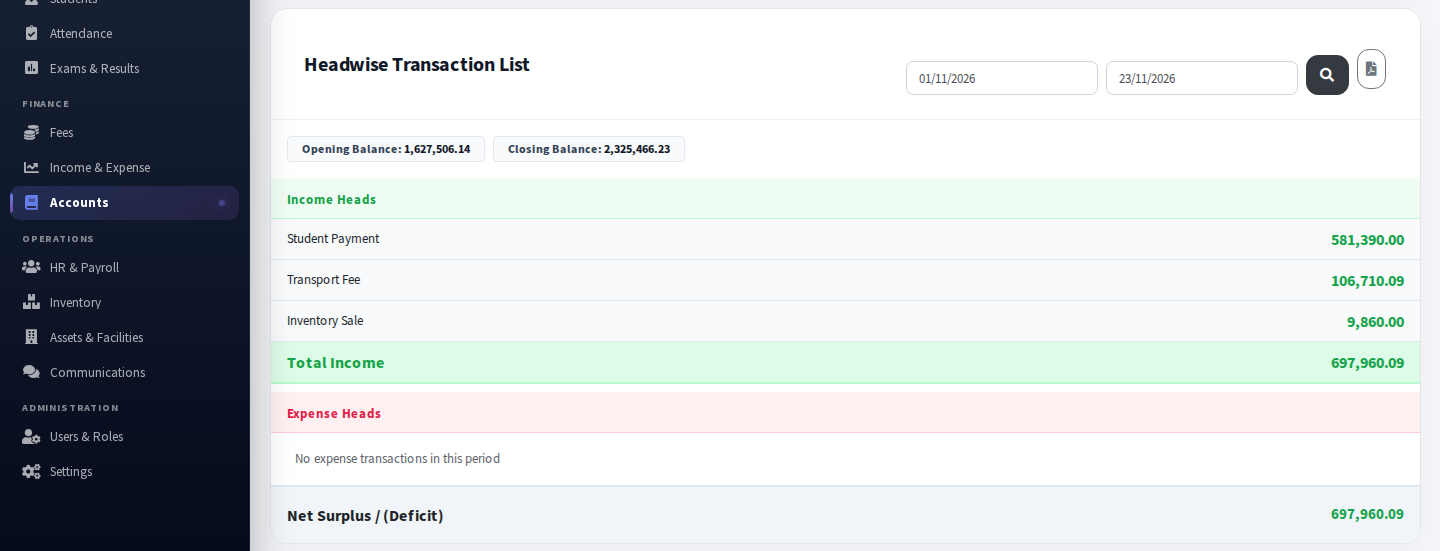 Students
Attendance
Exams & Results
FINANCE
Fees
Income & Expense
Accounts
OPERATIONS
HR & Payroll
Inventory
Assets & Facilities
Communications
ADMINISTRATION
Users & Roles
Settings
Headwise Transaction List
01/11/2026
23/11/2026
Opening Balance: 1,627,506.14
Closing Balance: 2,325,466.23
Income Heads
Student Payment 581,390.00
Transport Fee 106,710.09
Inventory Sale 9,860.00
Total Income 697,960.09
Expense Heads
No expense transactions in this period
Net Surplus / (Deficit) 697,960.09